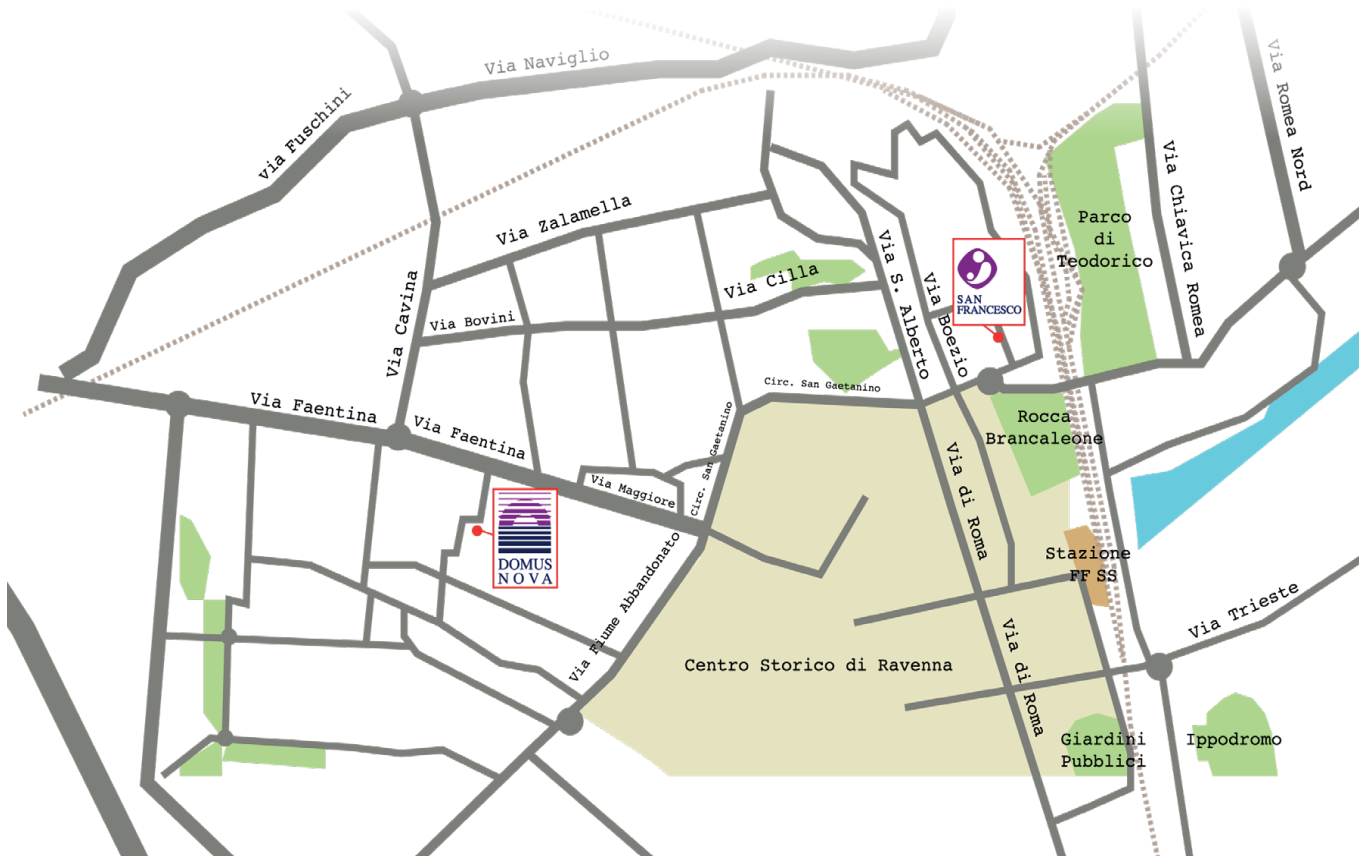 Via Naviglio
via Fuschini
Via Romea Nord
Via Chiavica Romea
Via Zalamella
Parco
di
Teodorico
Via S. Alberto
Via Cilla
Via Boezio
SAN
FRANCESCO
Via Cavina
Via Bovini
Circ. San Gaetanino
Via Faentina
Via Faentina
Circ. San Gaetanino
Rocca
Brancaleone
Via Maggiore
Via di Roma
DOMUS
NOVA
Stazione
FF SS
Via Fiume Abbandonato
Via Trieste
Centro Storico di Ravenna
Via di Roma
Giardini
Pubblici
Ippodromo